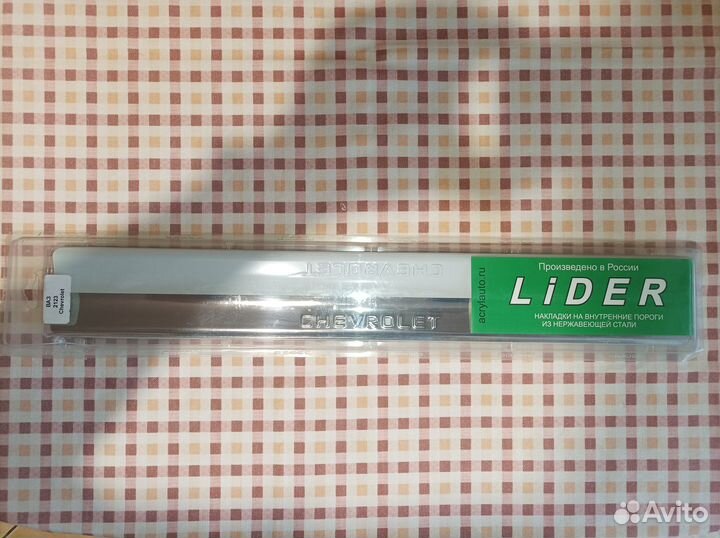 ВАЗ
2123
Chevrolet
CHEVROLET
CHEVROLET
acrylauto.ru
Произведено в России
LiDER
НАКЛАДКИ НА ВНУТРЕННИЕ ПОРОГИ
ИЗ НЕРЖАВЕЮЩЕЙ СТАЛИ
Avito